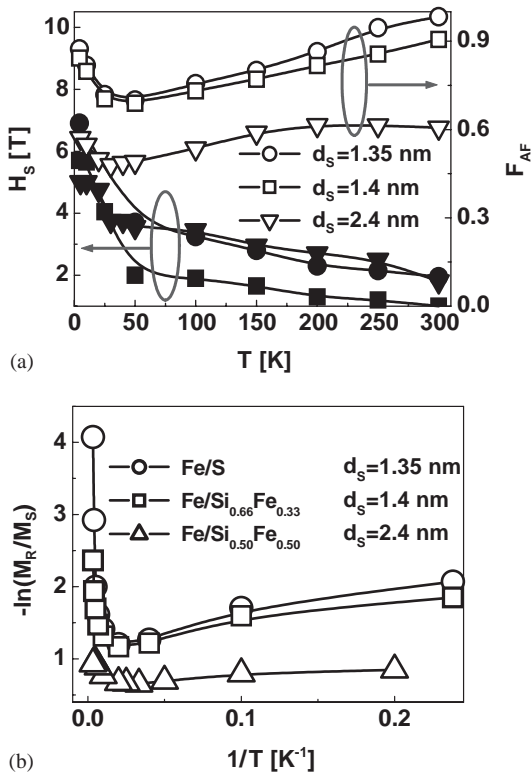 10
8
6
4
2
H_S [T]
0.9
0.6
0.3
0.0
F_AF
d_S=1.35 nm
d_S=1.4 nm
d_S=2.4 nm
0 50 100 150 200 250 300
T [K]
(a)
4
3
2
1
-ln(M_R/M_S)
Fe/S d_S=1.35 nm
Fe/Si_0.66Fe_0.33 d_S=1.4 nm
Fe/Si_0.50Fe_0.50 d_S=2.4 nm
0.0 0.1 0.2
1/T [K^-1]
(b)